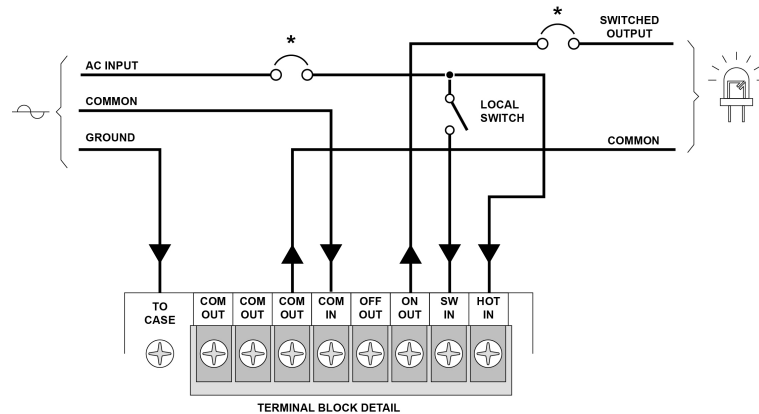 *
SWITCHED
OUTPUT
*
AC INPUT
COMMON
LOCAL
SWITCH
GROUND
COMMON
TO
CASE
COM
OUT
COM
OUT
COM
OUT
COM
IN
OFF
OUT
ON
OUT
SW
IN
HOT
IN
TERMINAL BLOCK DETAIL